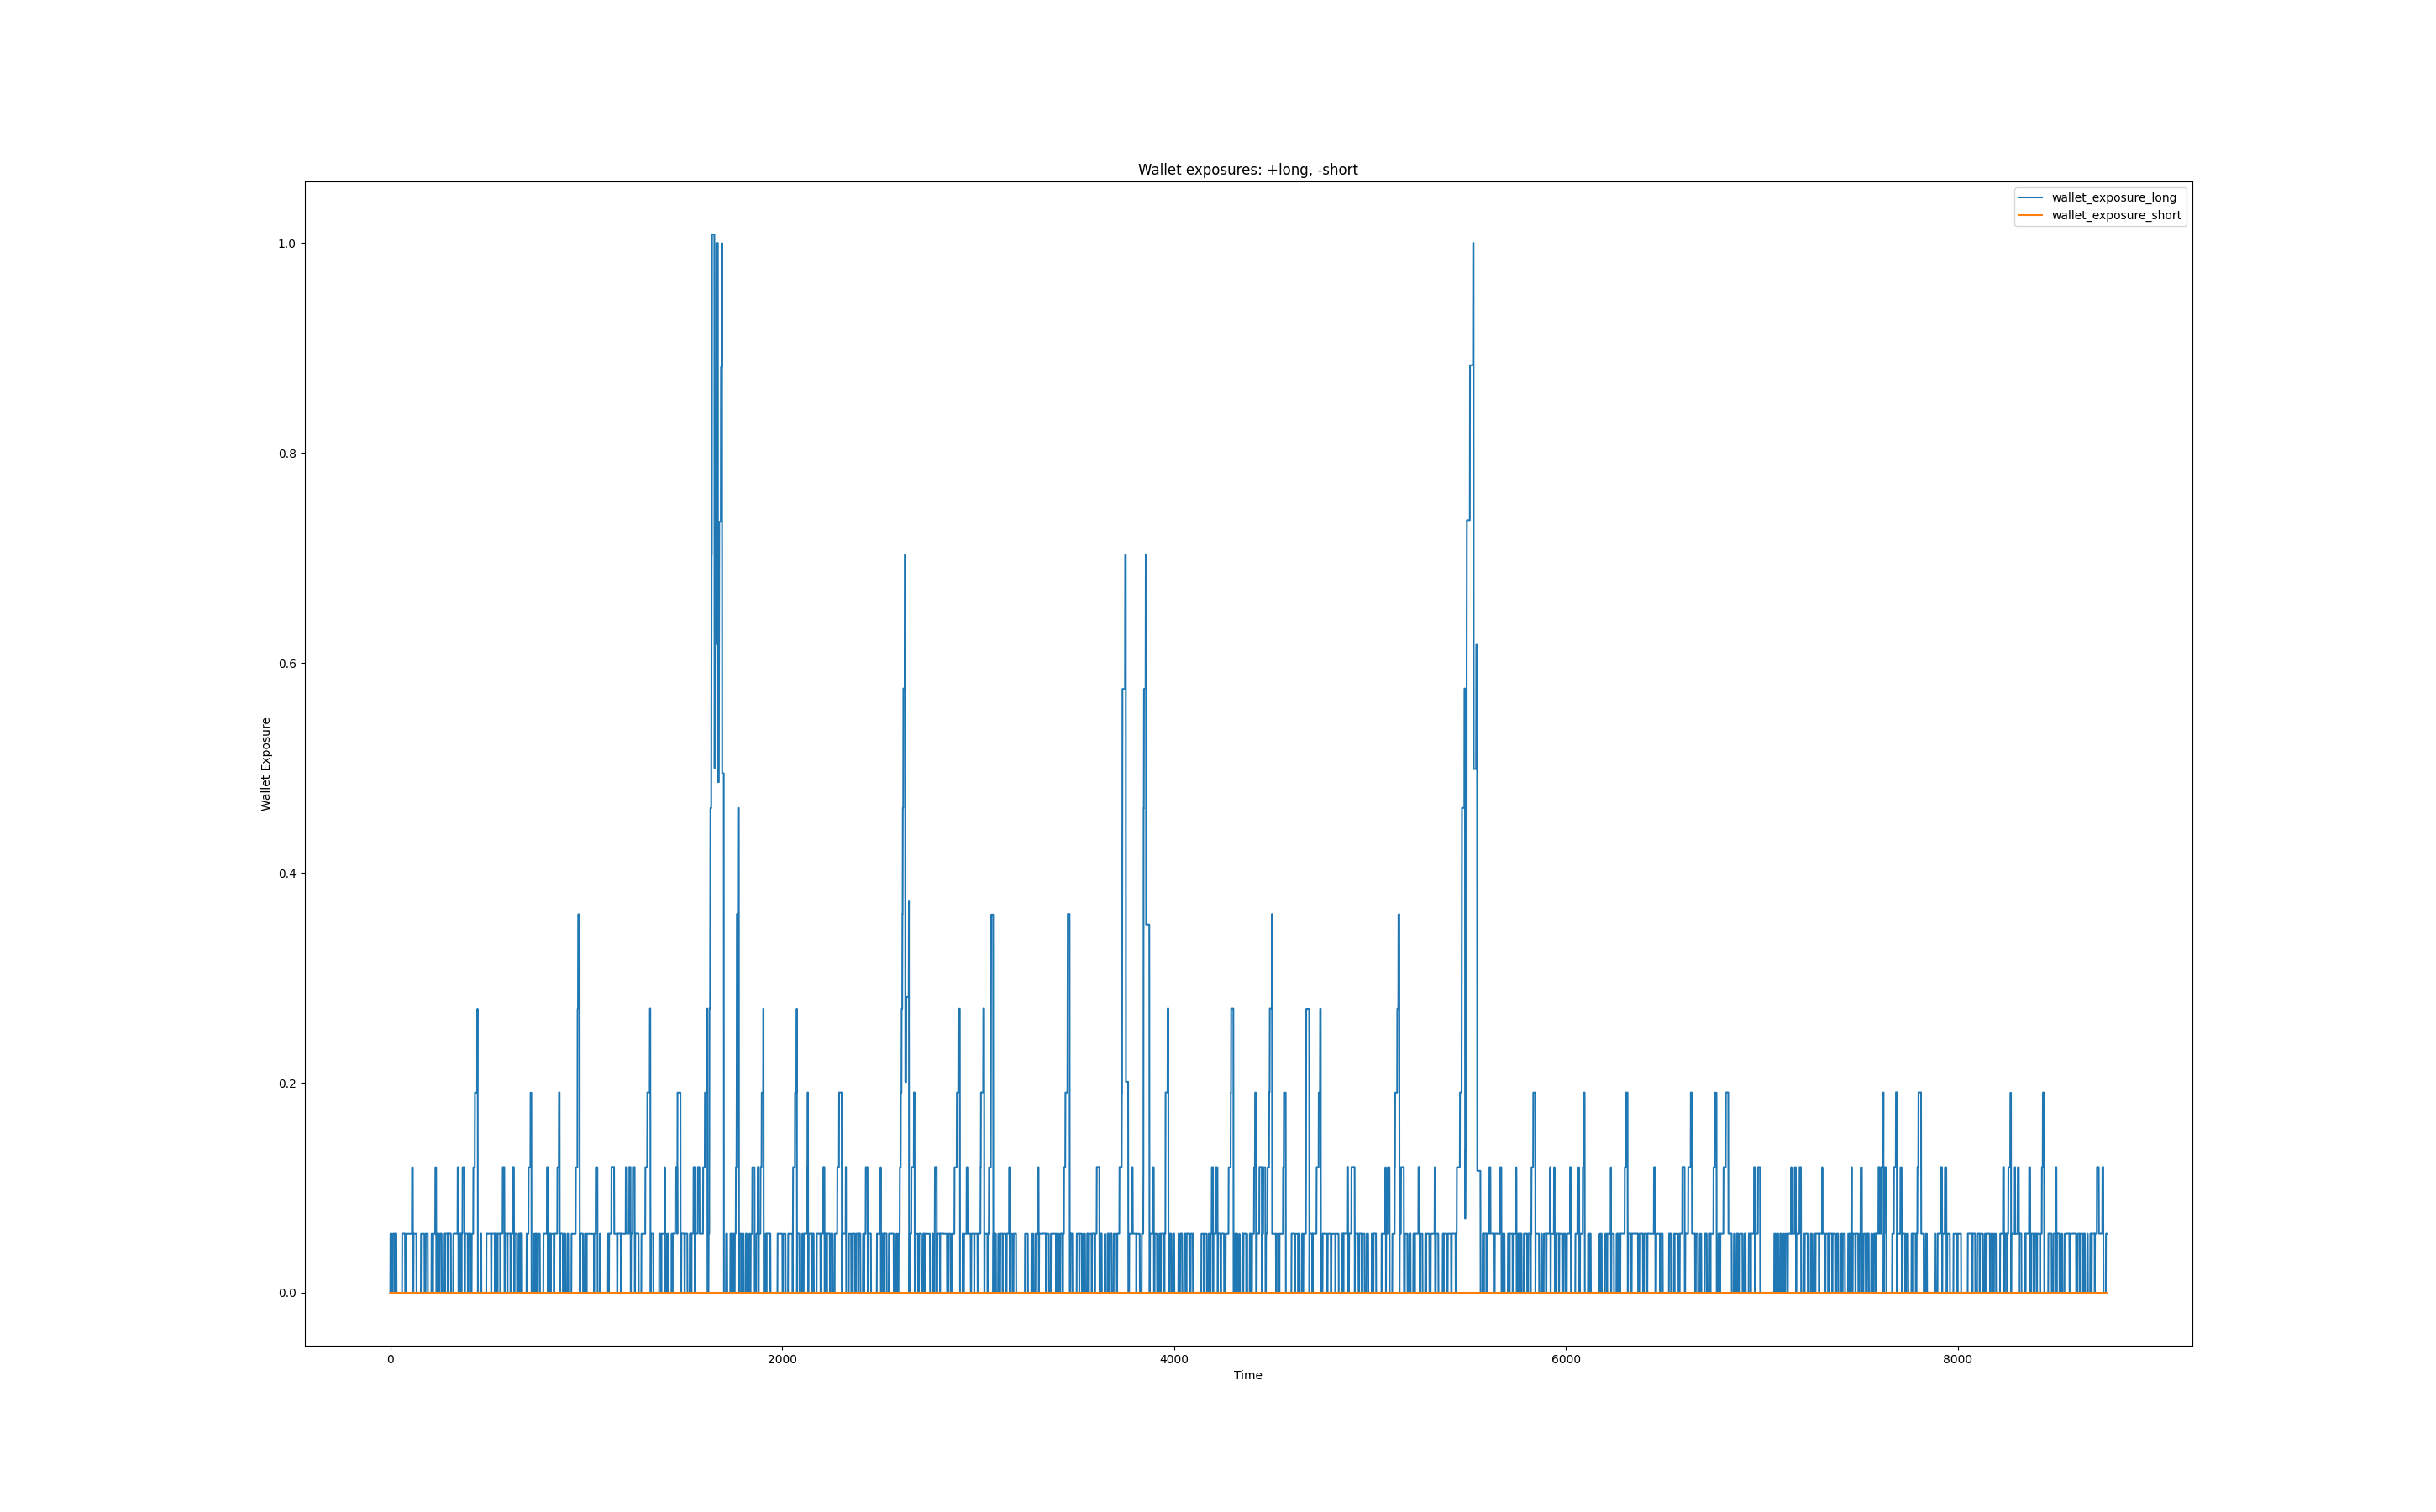 Wallet exposures: +long, -short
wallet_exposure_long
wallet_exposure_short
1.0
0.8
0.6
0.4
0.2
0.0
Wallet Exposure
0 2000 4000 6000 8000
Time